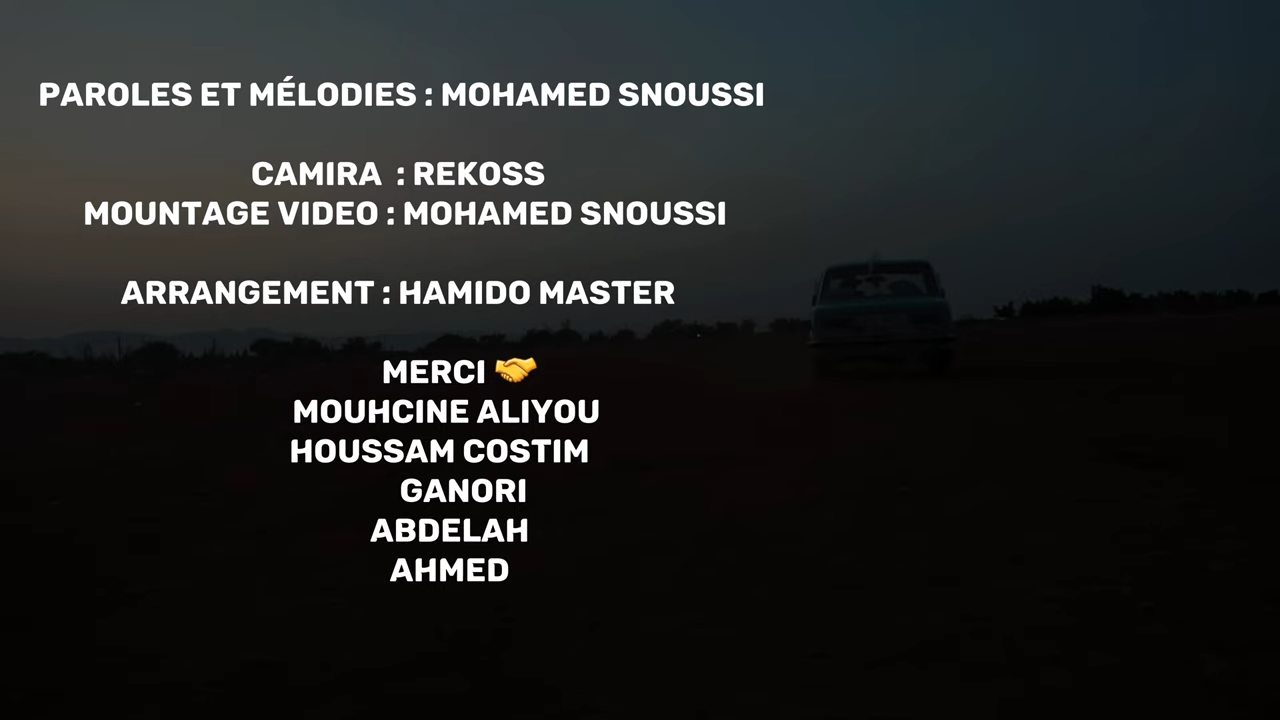 PAROLES ET MÉLODIES : MOHAMED SNOUSSI
CAMIRA : REKOSS
MOUNTAGE VIDEO : MOHAMED SNOUSSI
ARRANGEMENT : HAMIDO MASTER
MERCI 🤝
MOUHCINE ALIYOU
HOUSSAM COSTIM
GANORI
ABDELAH
AHMED